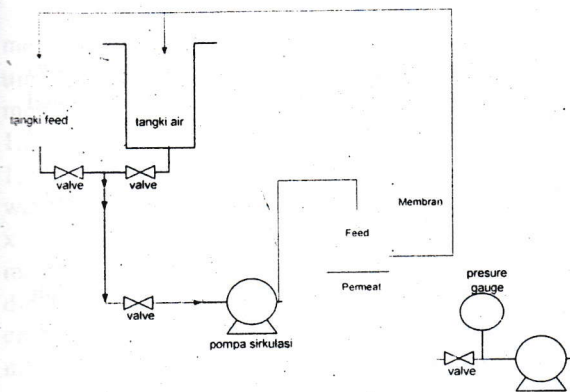 tangki feed
tangki air
valve
valve
Membran
Feed
Permeat
presure
gauge
valve
pompa sirkulasi
valve